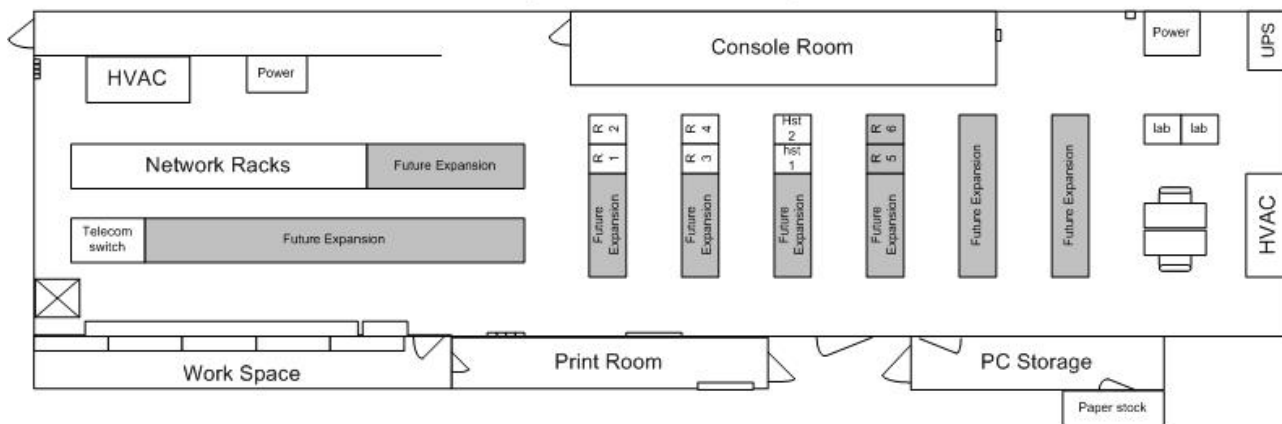 Console Room
Power
UPS
HVAC
Power
R 2
R 4
Hst 2
R 6
lab
lab
R 1
R 3
hst 1
R 5
Network Racks
Future Expansion
Future Expansion
Future Expansion
Future Expansion
Future Expansion
Future Expansion
Future Expansion
HVAC
Telecom
switch
Future Expansion
Work Space
Print Room
PC Storage
Paper stock